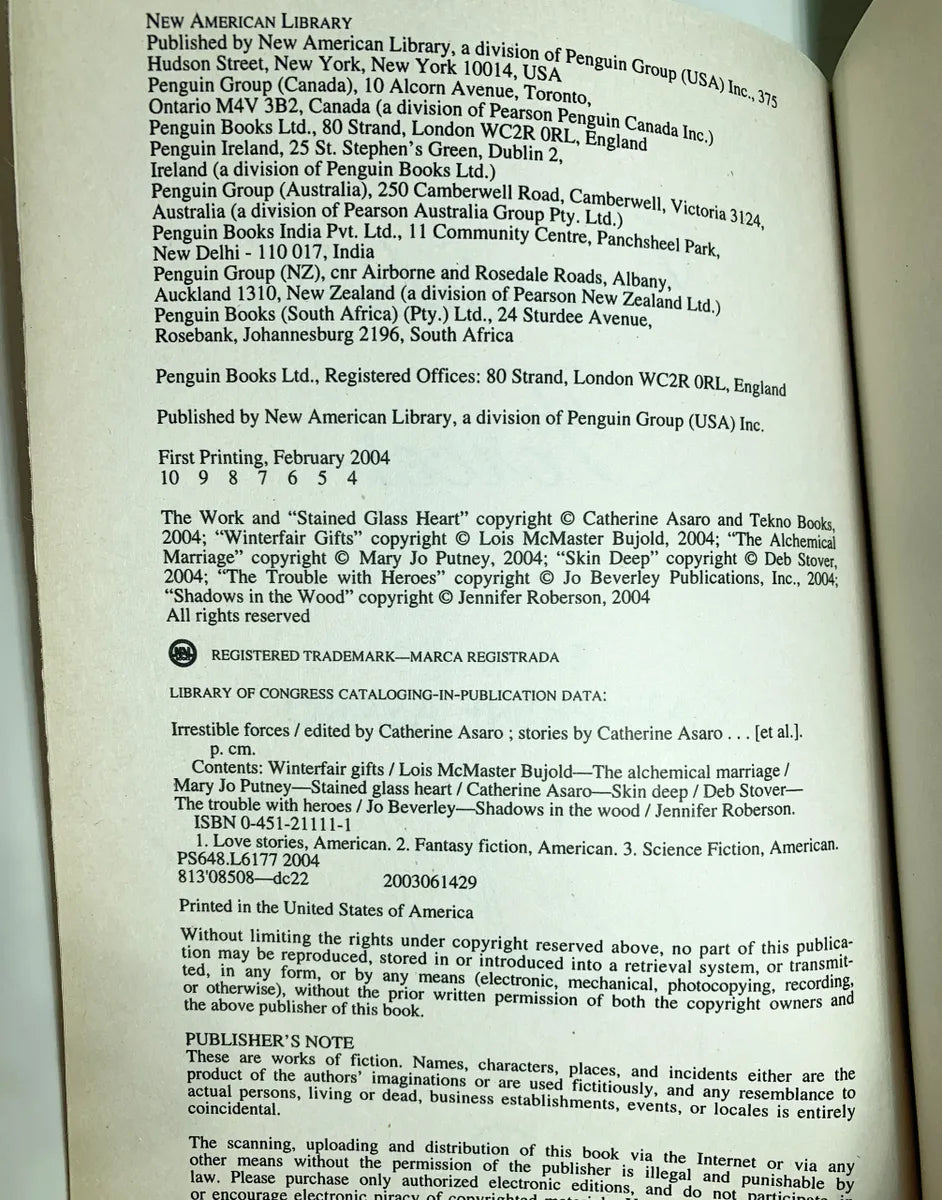 NEW AMERICAN LIBRARY
Published by New American Library, a division of Penguin Group (USA) Inc., 375
Hudson Street, New York, New York 10014, USA
Penguin Group (Canada), 10 Alcorn Avenue, Toronto,
Ontario M4V 3B2, Canada (a division of Pearson Penguin Canada Inc.)
Penguin Books Ltd., 80 Strand, London WC2R 0RL, England
Penguin Ireland, 25 St. Stephen's Green, Dublin 2,
Ireland (a division of Penguin Books Ltd.)
Penguin Group (Australia), 250 Camberwell Road, Camberwell, Victoria 3124,
Australia (a division of Pearson Australia Group Pty. Ltd.)
Penguin Books India Pvt. Ltd., 11 Community Centre, Panchsheel Park,
New Delhi - 110 017, India
Penguin Group (NZ), cnr Airborne and Rosedale Roads, Albany,
Auckland 1310, New Zealand (a division of Pearson New Zealand Ltd.)
Penguin Books (South Africa) (Pty.) Ltd., 24 Sturdee Avenue,
Rosebank, Johannesburg 2196, South Africa
Penguin Books Ltd., Registered Offices: 80 Strand, London WC2R 0RL, England
Published by New American Library, a division of Penguin Group (USA) Inc.
First Printing, February 2004
10 9 8 7 6 5 4
The Work and “Stained Glass Heart” copyright © Catherine Asaro and Tekno Books,
2004; “Winterfair Gifts” copyright © Lois McMaster Bujold, 2004; “The Alchemical
Marriage” copyright © Mary Jo Putney, 2004; “Skin Deep” copyright © Deb Stover,
2004; “The Trouble with Heroes” copyright © Jo Beverley Publications, Inc., 2004;
“Shadows in the Wood” copyright © Jennifer Roberson, 2004
All rights reserved
REGISTERED TRADEMARK—MARCA REGISTRADA
LIBRARY OF CONGRESS CATALOGING-IN-PUBLICATION DATA:
Irrestible forces / edited by Catherine Asaro ; stories by Catherine Asaro . . . [et al.].
p. cm.
Contents: Winterfair gifts / Lois McMaster Bujold—The alchemical marriage /
Mary Jo Putney—Stained glass heart / Catherine Asaro—Skin deep / Deb Stover—
The trouble with heroes / Jo Beverley—Shadows in the wood / Jennifer Roberson.
ISBN 0-451-21111-1
1. Love stories, American. 2. Fantasy fiction, American. 3. Science Fiction, American.
PS648.L6177 2004
813'08508—dc22 2003061429
Printed in the United States of America
Without limiting the rights under copyright reserved above, no part of this publica-
tion may be reproduced, stored in or introduced into a retrieval system, or transmit-
ted, in any form, or by any means (electronic, mechanical, photocopying, recording,
or otherwise), without the prior written permission of both the copyright owners and
the above publisher of this book.
PUBLISHER'S NOTE
These are works of fiction. Names, characters, places, and incidents either are the
product of the authors' imaginations or are used fictitiously, and any resemblance to
actual persons, living or dead, business establishments, events, or locales is entirely
coincidental.
The scanning, uploading and distribution of this book via the Internet or via any
other means without the permission of the publisher is illegal and punishable by
law. Please purchase only authorized electronic editions, and do not participate in
or encourage electronic piracy of copyrighted